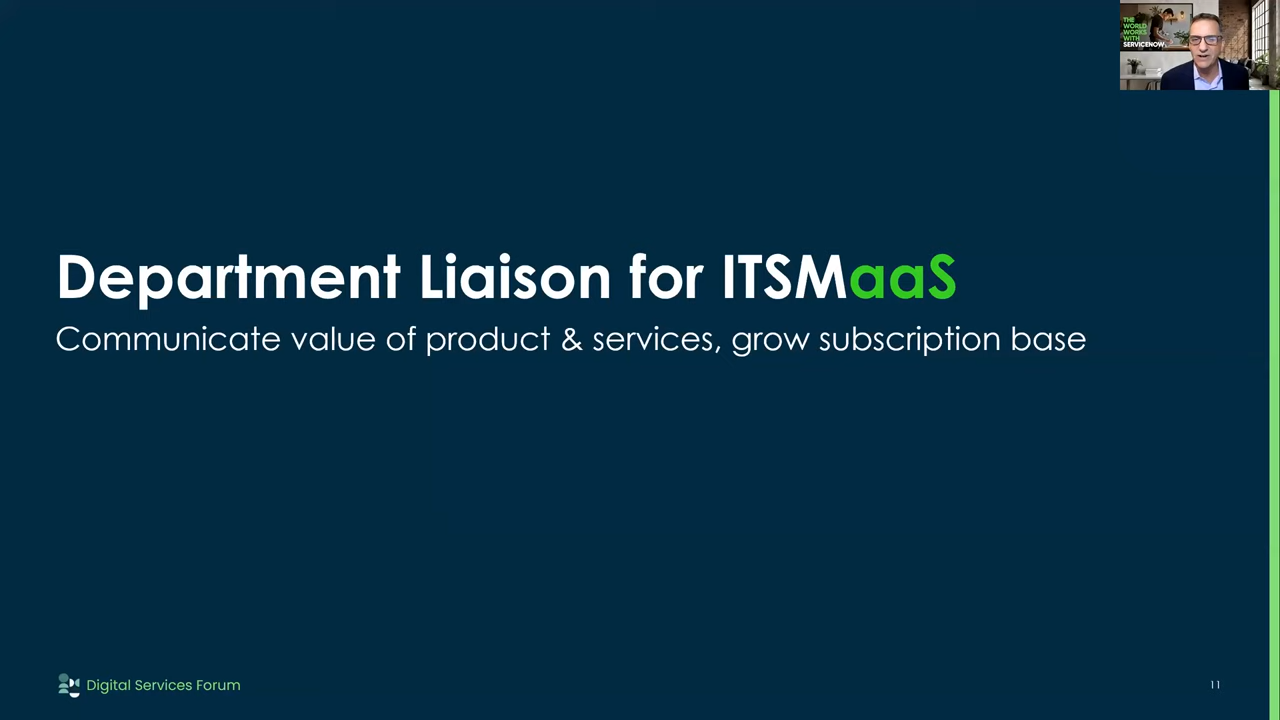 THE
WORLD
WORKS
WITH
SERVICENOW
Department Liaison for ITSMaaS
Communicate value of product & services, grow subscription base
Digital Services Forum
11